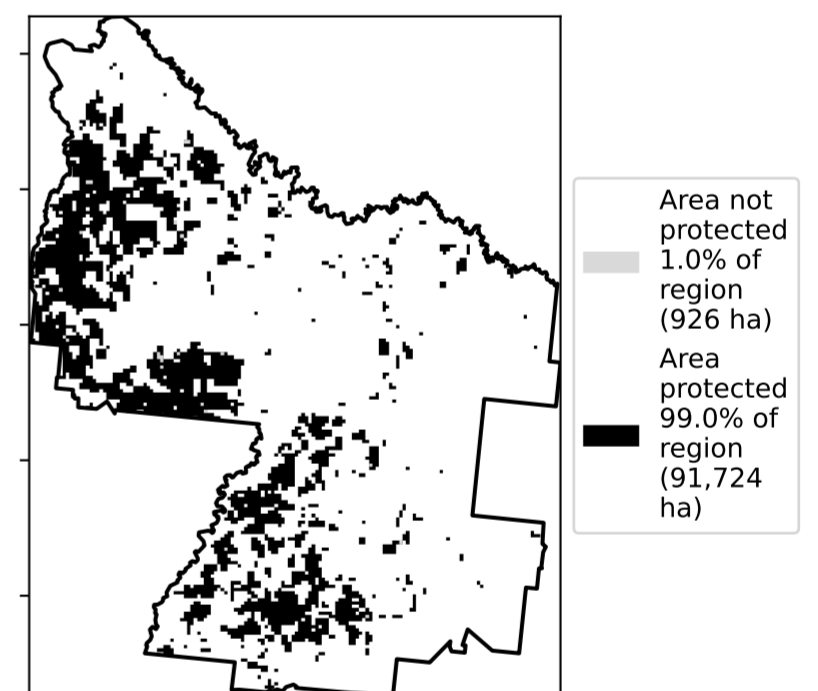 Area not
protected
1.0% of
region
(926 ha)
Area
protected
99.0% of
region
(91,724
ha)